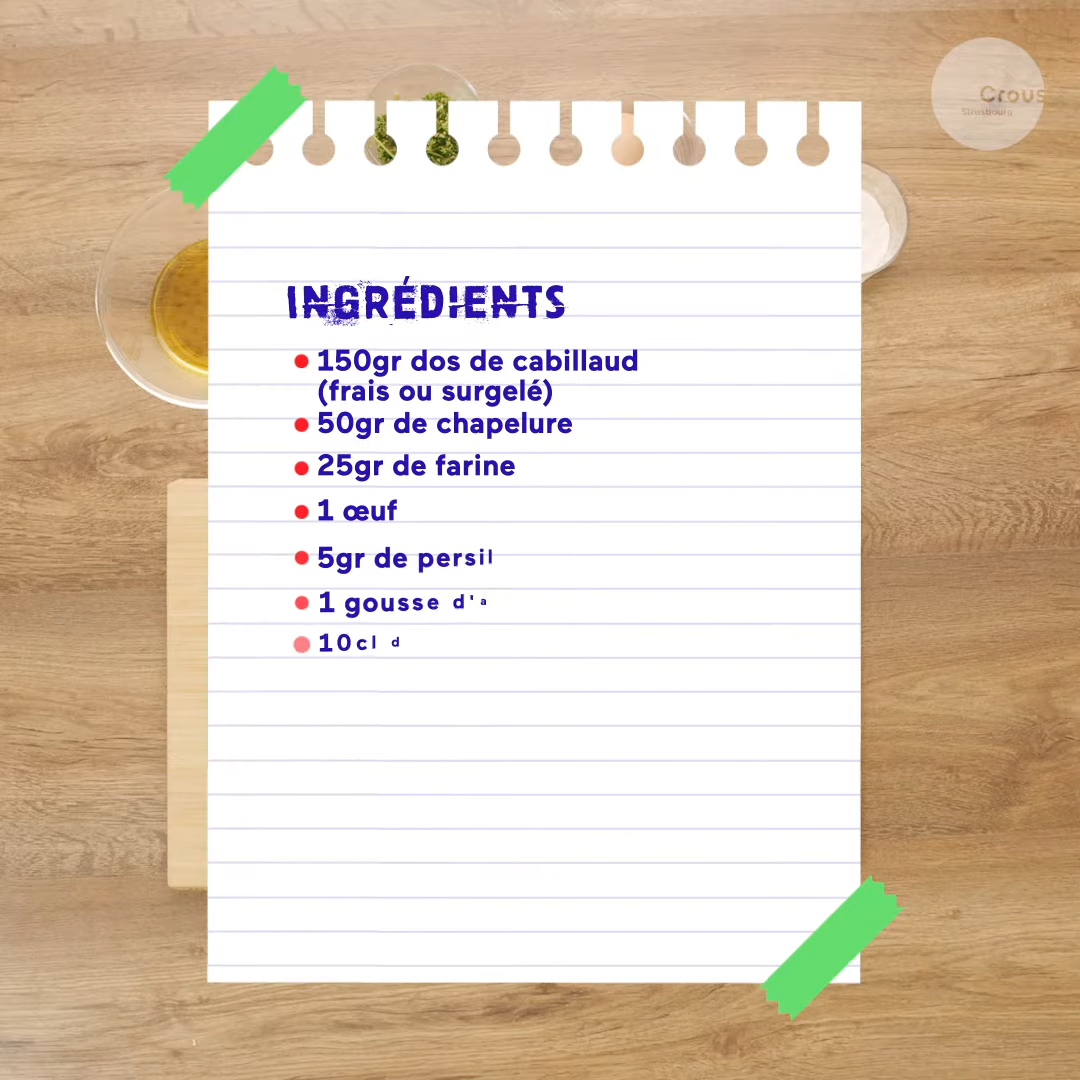 Crous
Strasbourg
INGRÉDIENTS
150gr dos de cabillaud
(frais ou surgelé)
50gr de chapelure
25gr de farine
1 œuf
5gr de persil
1 gousse d'a
10cl d